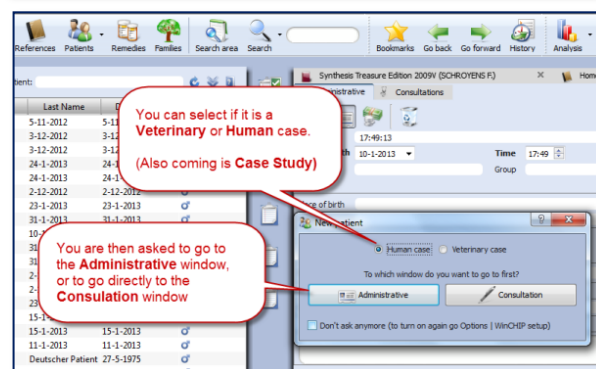 References Patients Remedies Families Search area Search Bookmarks Go back Go forward History Analysis
Synthesis Treasure Edition 2009V (SCHROYENS F.)
Consultations
Last Name
5-11-2012
3-12-2012 3-12
3-12-2012 3-12
24-1-2013 24-1
24-1-2013 24-1
2-12-2012 2-12-2012
23-1-2013 23-1-2013
31-1-2013 31-1-2013
15-1-2013 15-1-2013
11-1-2013 11-1-2013
Deutscher Patient 27-5-1975
You can select if it is a
Veterinary or Human case.
(Also coming is Case Study)
You are then asked to go to
the Administrative window,
or to go directly to the
Consulation window
17:49:13
10-1-2013 Time 17:49
Group
of birth
New patient
Human case Veterinary case
To which window do you want to go to first?
Administrative Consultation
Don't ask anymore (to turn on again go Options | WinCHIP setup)